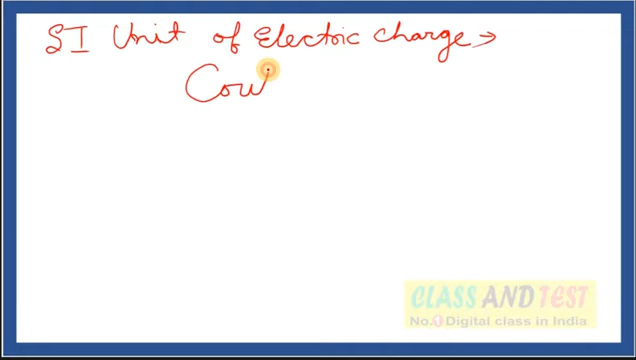 SI Unit of Electric charge →
Cou
CLASS AND TEST
No.1 Digital class in India